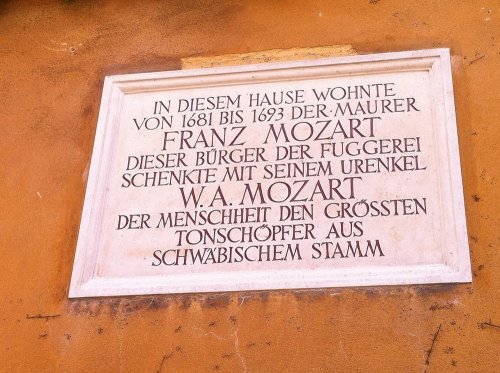 IN DIESEM HAUSE WOHNTE
VON 1681 BIS 1693 DER·MAURER
FRANZ MOZART
DIESER BÜRGER DER FUGGEREI
SCHENKTE MIT SEINEM URENKEL
W.A. MOZART
DER MENSCHHEIT DEN GRÖSSTEN
TONSCHÖPFER AUS
SCHWÄBISCHEM STAMM